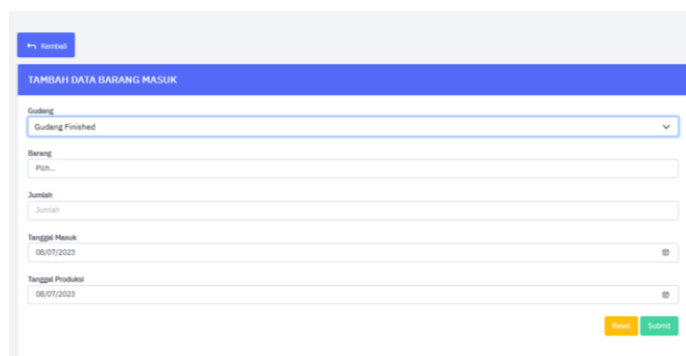 Kembali
TAMBAH DATA BARANG MASUK
Gudang
Gudang Finished
Barang
Pilih...
Jumlah
Jumlah
Tanggal Masuk
08/07/2023
Tanggal Produksi
08/07/2023
Reset Submit